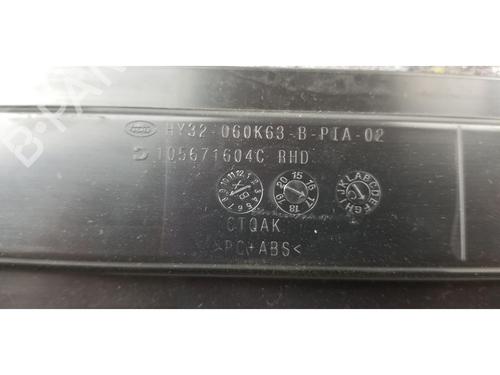 HY32-060K63-B-PIA-02
105671604C RHD
CTQAK
>PC+ABS<